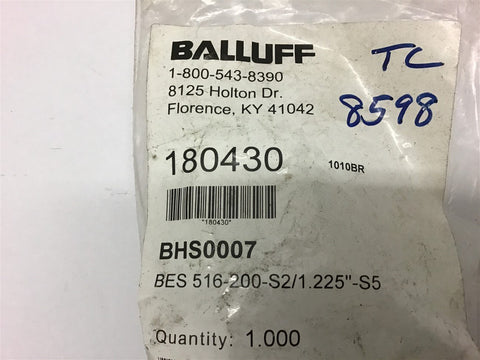 BALLUFF
1-800-543-8390
8125 Holton Dr.
Florence, KY 41042
TC
8598
180430
1010BR
"180430"
BHS0007
BES 516-200-S2/1.225"-S5
Quantity: 1.000